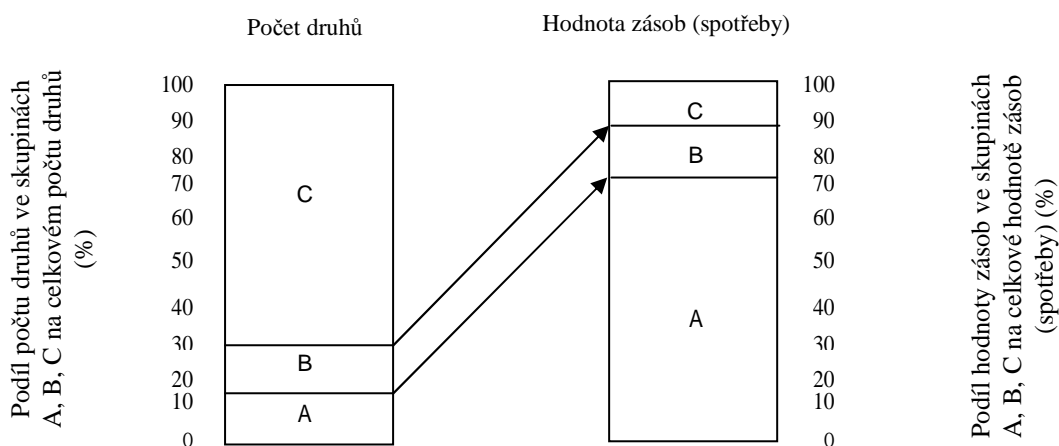 Počet druhů
Hodnota zásob (spotřeby)
Podíl počtu druhů ve skupinách
A, B, C na celkovém počtu druhů
(%)
100
90
80
70
60
50
40
30
20
10
0
C
B
A
C
B
A
100
90
80
70
60
50
40
30
20
10
0
Podíl hodnoty zásob ve skupinách
A, B, C na celkové hodnotě zásob
(spotřeby) (%)